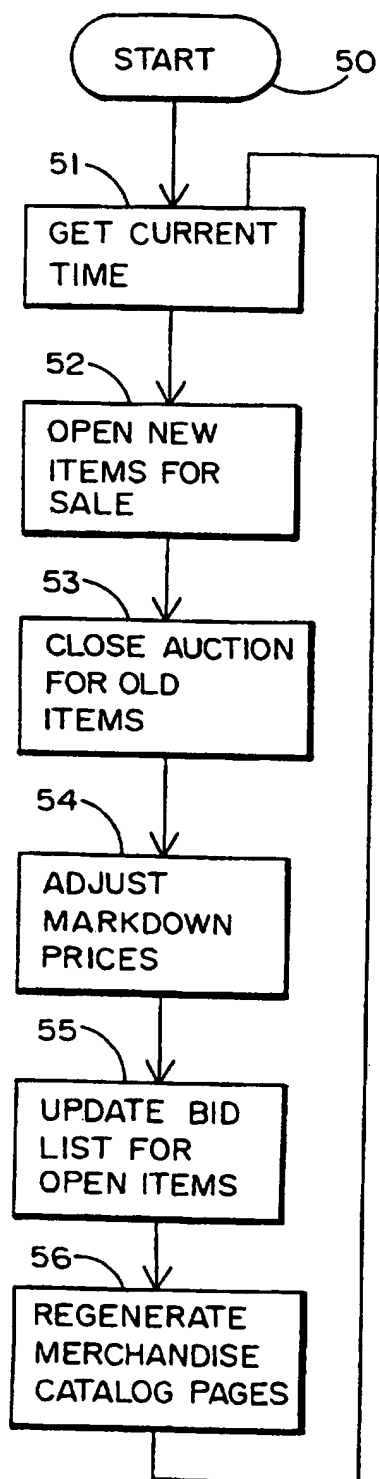 START
50
51
GET CURRENT
TIME
52
OPEN NEW
ITEMS FOR
SALE
53
CLOSE AUCTION
FOR OLD
ITEMS
54
ADJUST
MARKDOWN
PRICES
55
UPDATE BID
LIST FOR
OPEN ITEMS
56
REGENERATE
MERCHANDISE
CATALOG PAGES